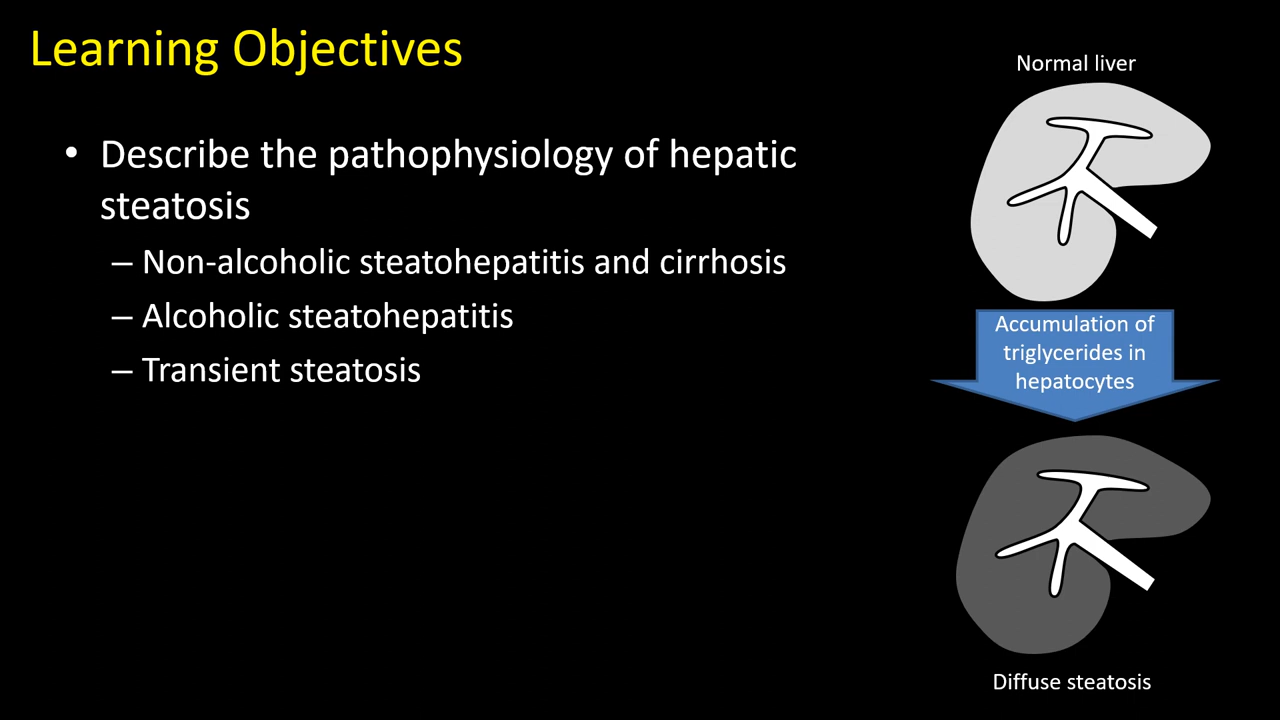 Learning Objectives
• Describe the pathophysiology of hepatic
steatosis
– Non-alcoholic steatohepatitis and cirrhosis
– Alcoholic steatohepatitis
– Transient steatosis
Normal liver
Accumulation of
triglycerides in
hepatocytes
Diffuse steatosis